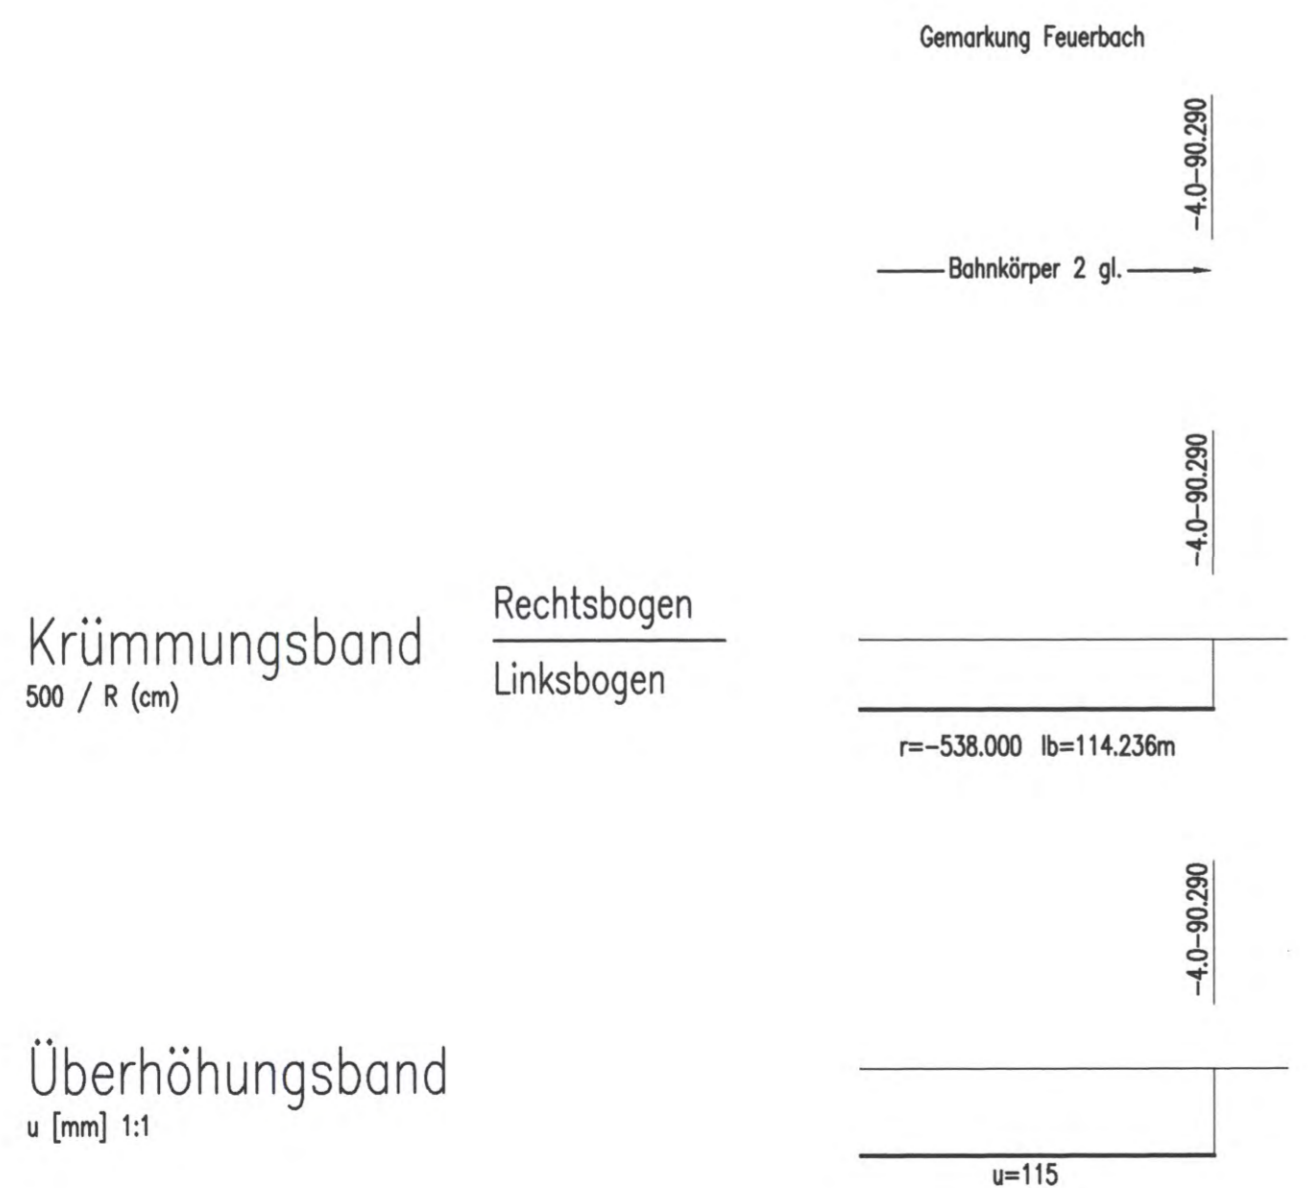 Gemarkung Feuerbach
-4.0-90.290
Bahnkörper 2 gl.
-4.0-90.290
Krümmungsband
500 / R (cm)
Rechtsbogen
Linksbogen
r=-538.000 lb=114.236m
-4.0-90.290
Überhöhungsband
u [mm] 1:1
u=115